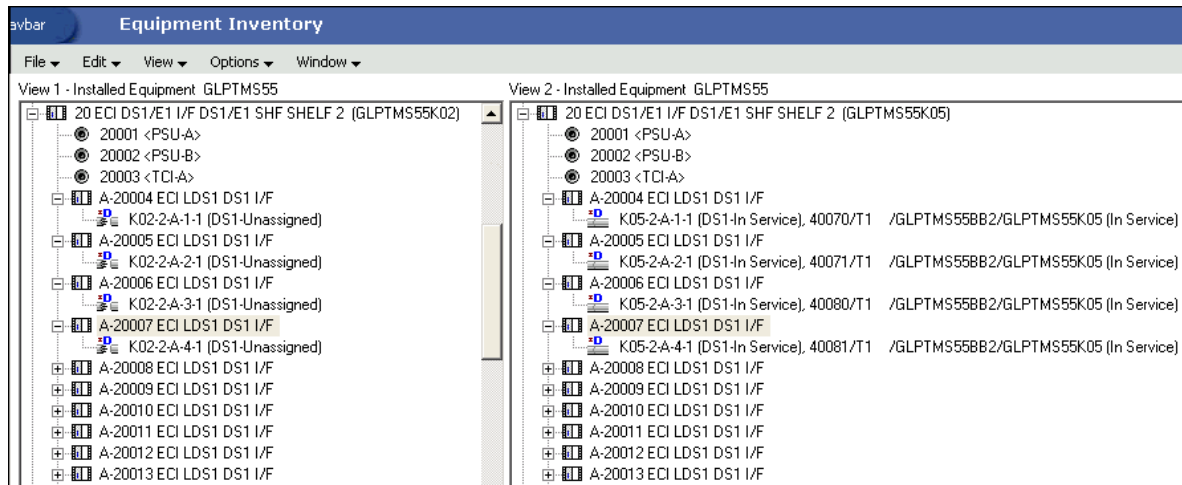 avbar
Equipment Inventory
File Edit View Options Window
View 1 - Installed Equipment GLPTMS55
20 ECI DS1/E1 I/F DS1/E1 SHF SHELF 2 (GLPTMS55K02)
20001 <PSU-A>
20002 <PSU-B>
20003 <TCI-A>
A-20004 ECI LDS1 DS1 I/F
K02-2-A-1-1 (DS1-Unassigned)
A-20005 ECI LDS1 DS1 I/F
K02-2-A-2-1 (DS1-Unassigned)
A-20006 ECI LDS1 DS1 I/F
K02-2-A-3-1 (DS1-Unassigned)
A-20007 ECI LDS1 DS1 I/F
K02-2-A-4-1 (DS1-Unassigned)
A-20008 ECI LDS1 DS1 I/F
A-20009 ECI LDS1 DS1 I/F
A-20010 ECI LDS1 DS1 I/F
A-20011 ECI LDS1 DS1 I/F
A-20012 ECI LDS1 DS1 I/F
A-20013 ECI LDS1 DS1 I/F
View 2 - Installed Equipment GLPTMS55
20 ECI DS1/E1 I/F DS1/E1 SHF SHELF 2 (GLPTMS55K05)
20001 <PSU-A>
20002 <PSU-B>
20003 <TCI-A>
A-20004 ECI LDS1 DS1 I/F
K05-2-A-1-1 (DS1-In Service), 40070/T1 /GLPTMS55BB2/GLPTMS55K05 (In Service)
A-20005 ECI LDS1 DS1 I/F
K05-2-A-2-1 (DS1-In Service), 40071/T1 /GLPTMS55BB2/GLPTMS55K05 (In Service)
A-20006 ECI LDS1 DS1 I/F
K05-2-A-3-1 (DS1-In Service), 40080/T1 /GLPTMS55BB2/GLPTMS55K05 (In Service)
A-20007 ECI LDS1 DS1 I/F
K05-2-A-4-1 (DS1-In Service), 40081/T1 /GLPTMS55BB2/GLPTMS55K05 (In Service)
A-20008 ECI LDS1 DS1 I/F
A-20009 ECI LDS1 DS1 I/F
A-20010 ECI LDS1 DS1 I/F
A-20011 ECI LDS1 DS1 I/F
A-20012 ECI LDS1 DS1 I/F
A-20013 ECI LDS1 DS1 I/F